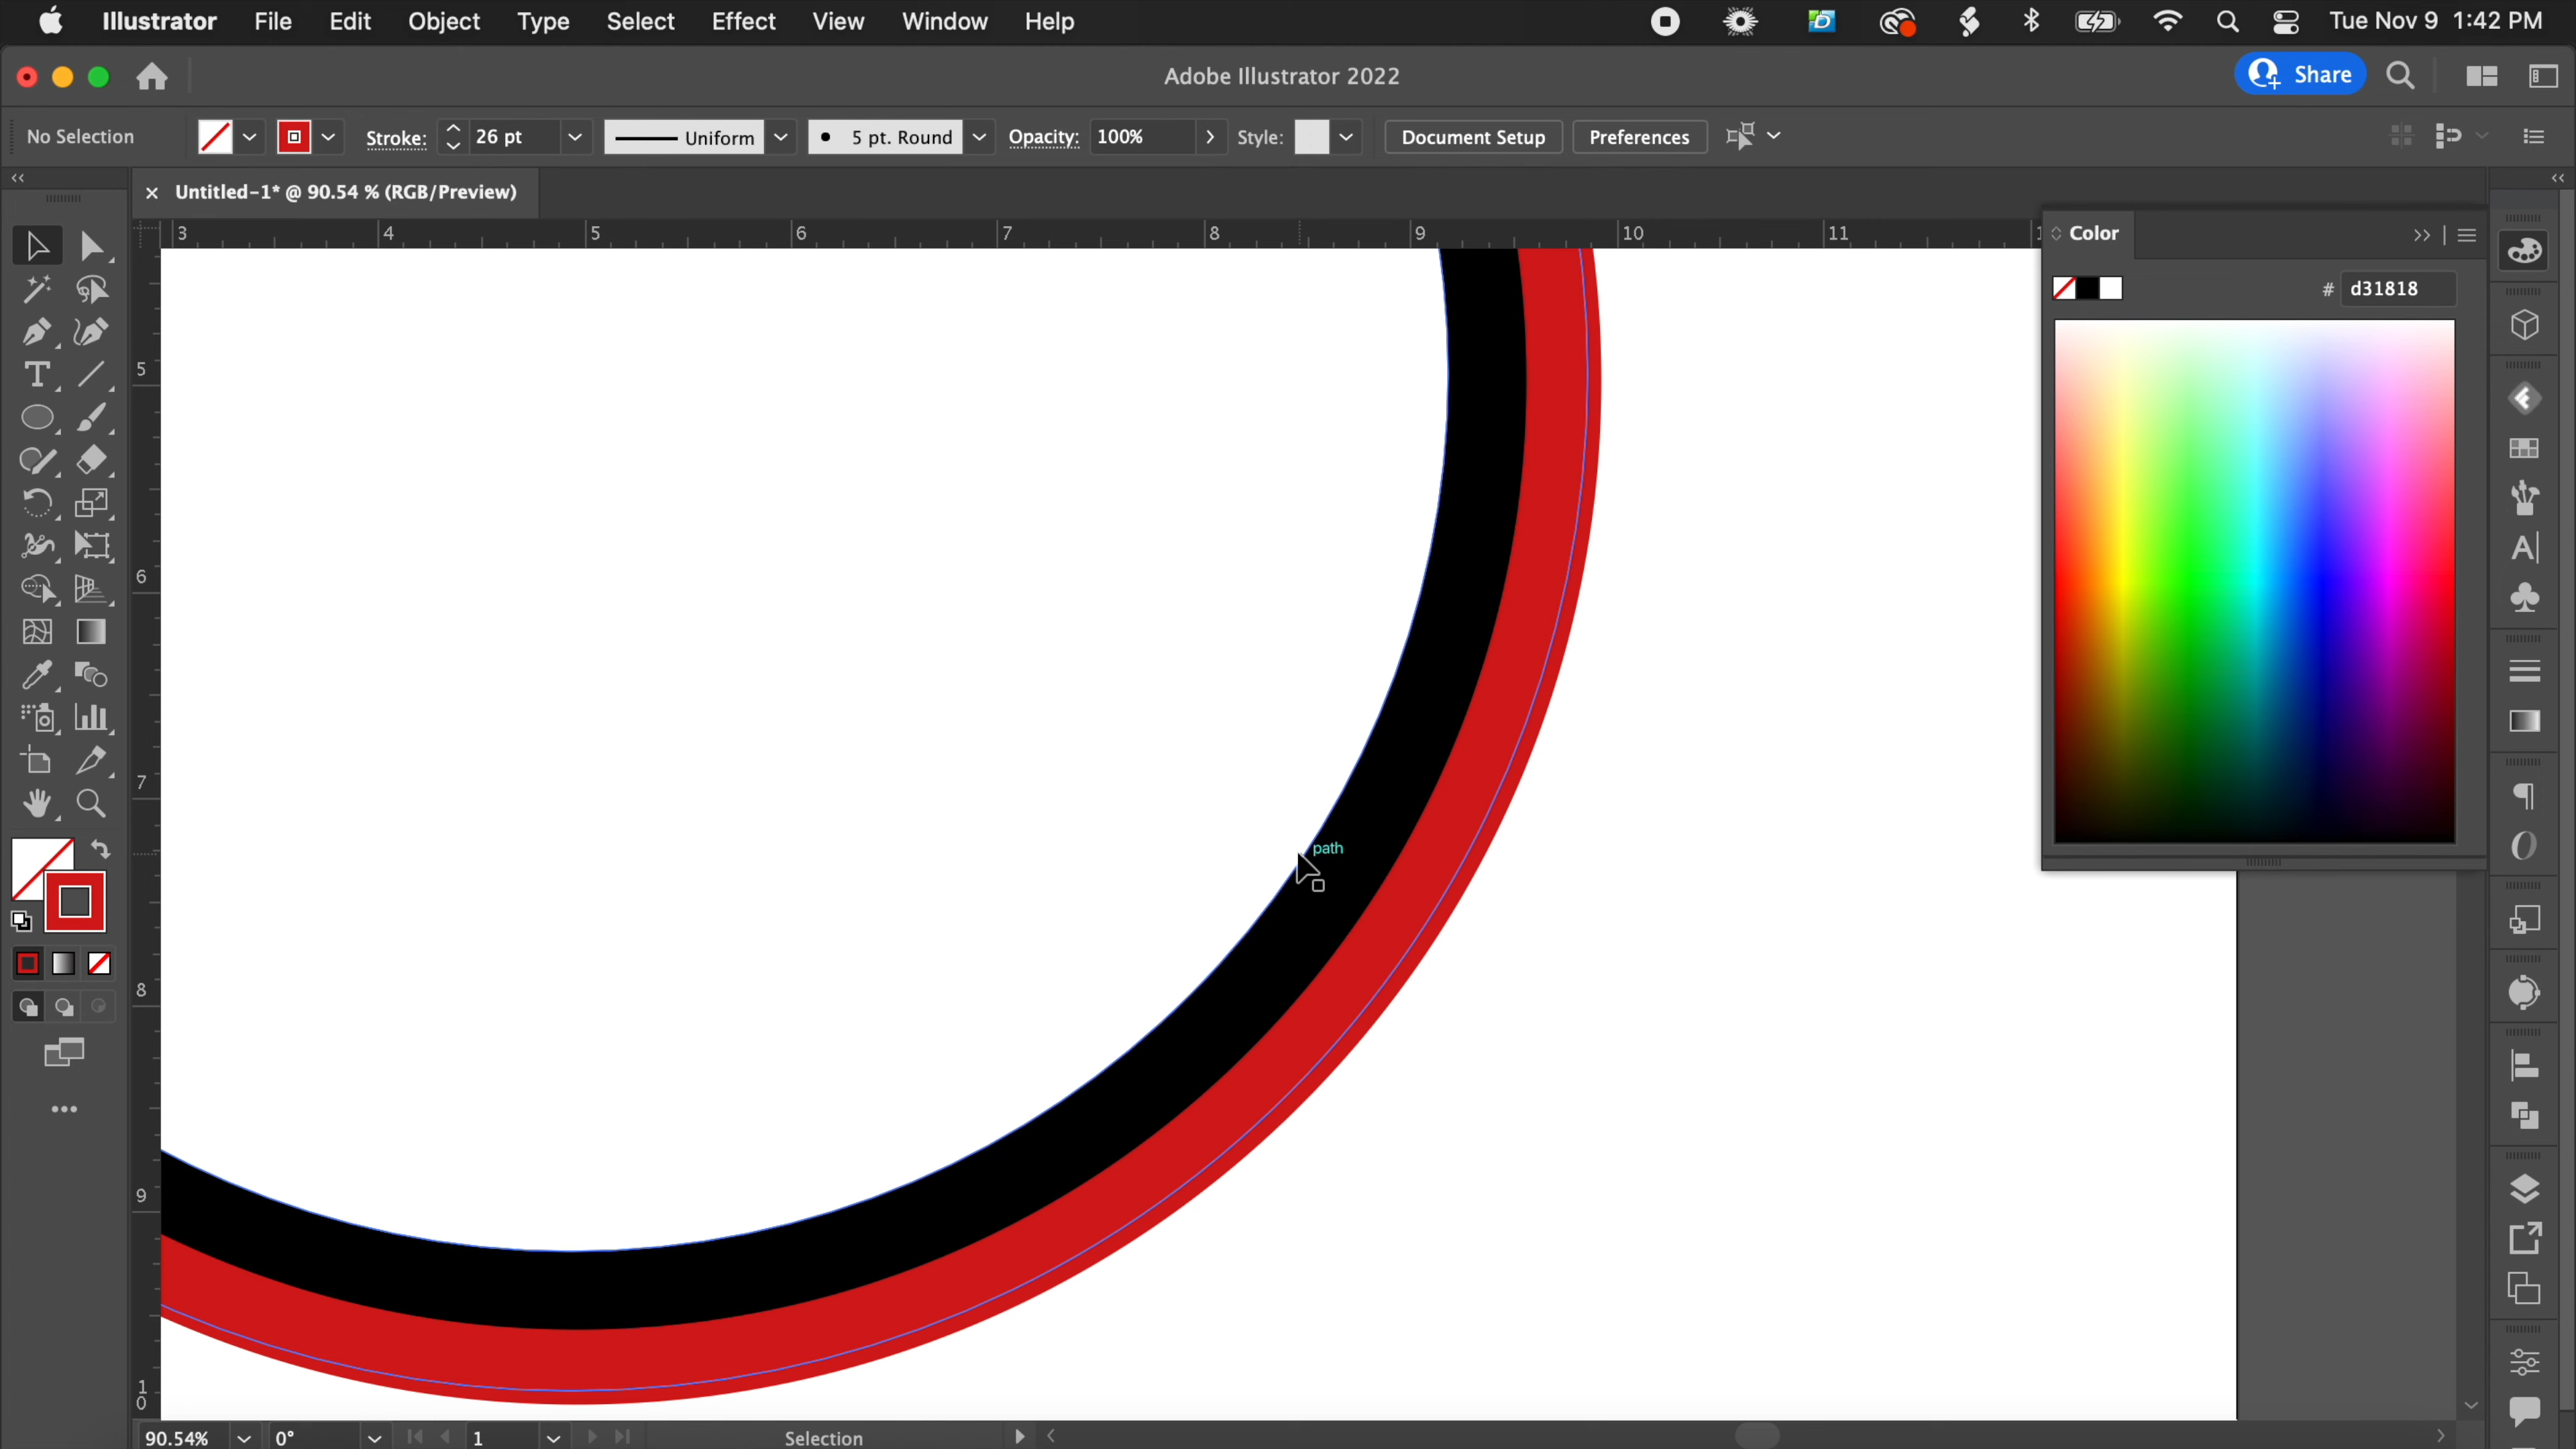 Illustrator File Edit Object Type Select Effect View Window Help Tue Nov 9 1:42 PM
Adobe Illustrator 2022
Share
No Selection Stroke: 26 pt Uniform 5 pt. Round Opacity: 100% Style: Document Setup Preferences
Untitled-1* @ 90.54 % (RGB/Preview)
3 4 5 6 7 8 9 10 11
Color
# d31818
5
6
7
8
9
10
path
90.54% 0° 1 Selection